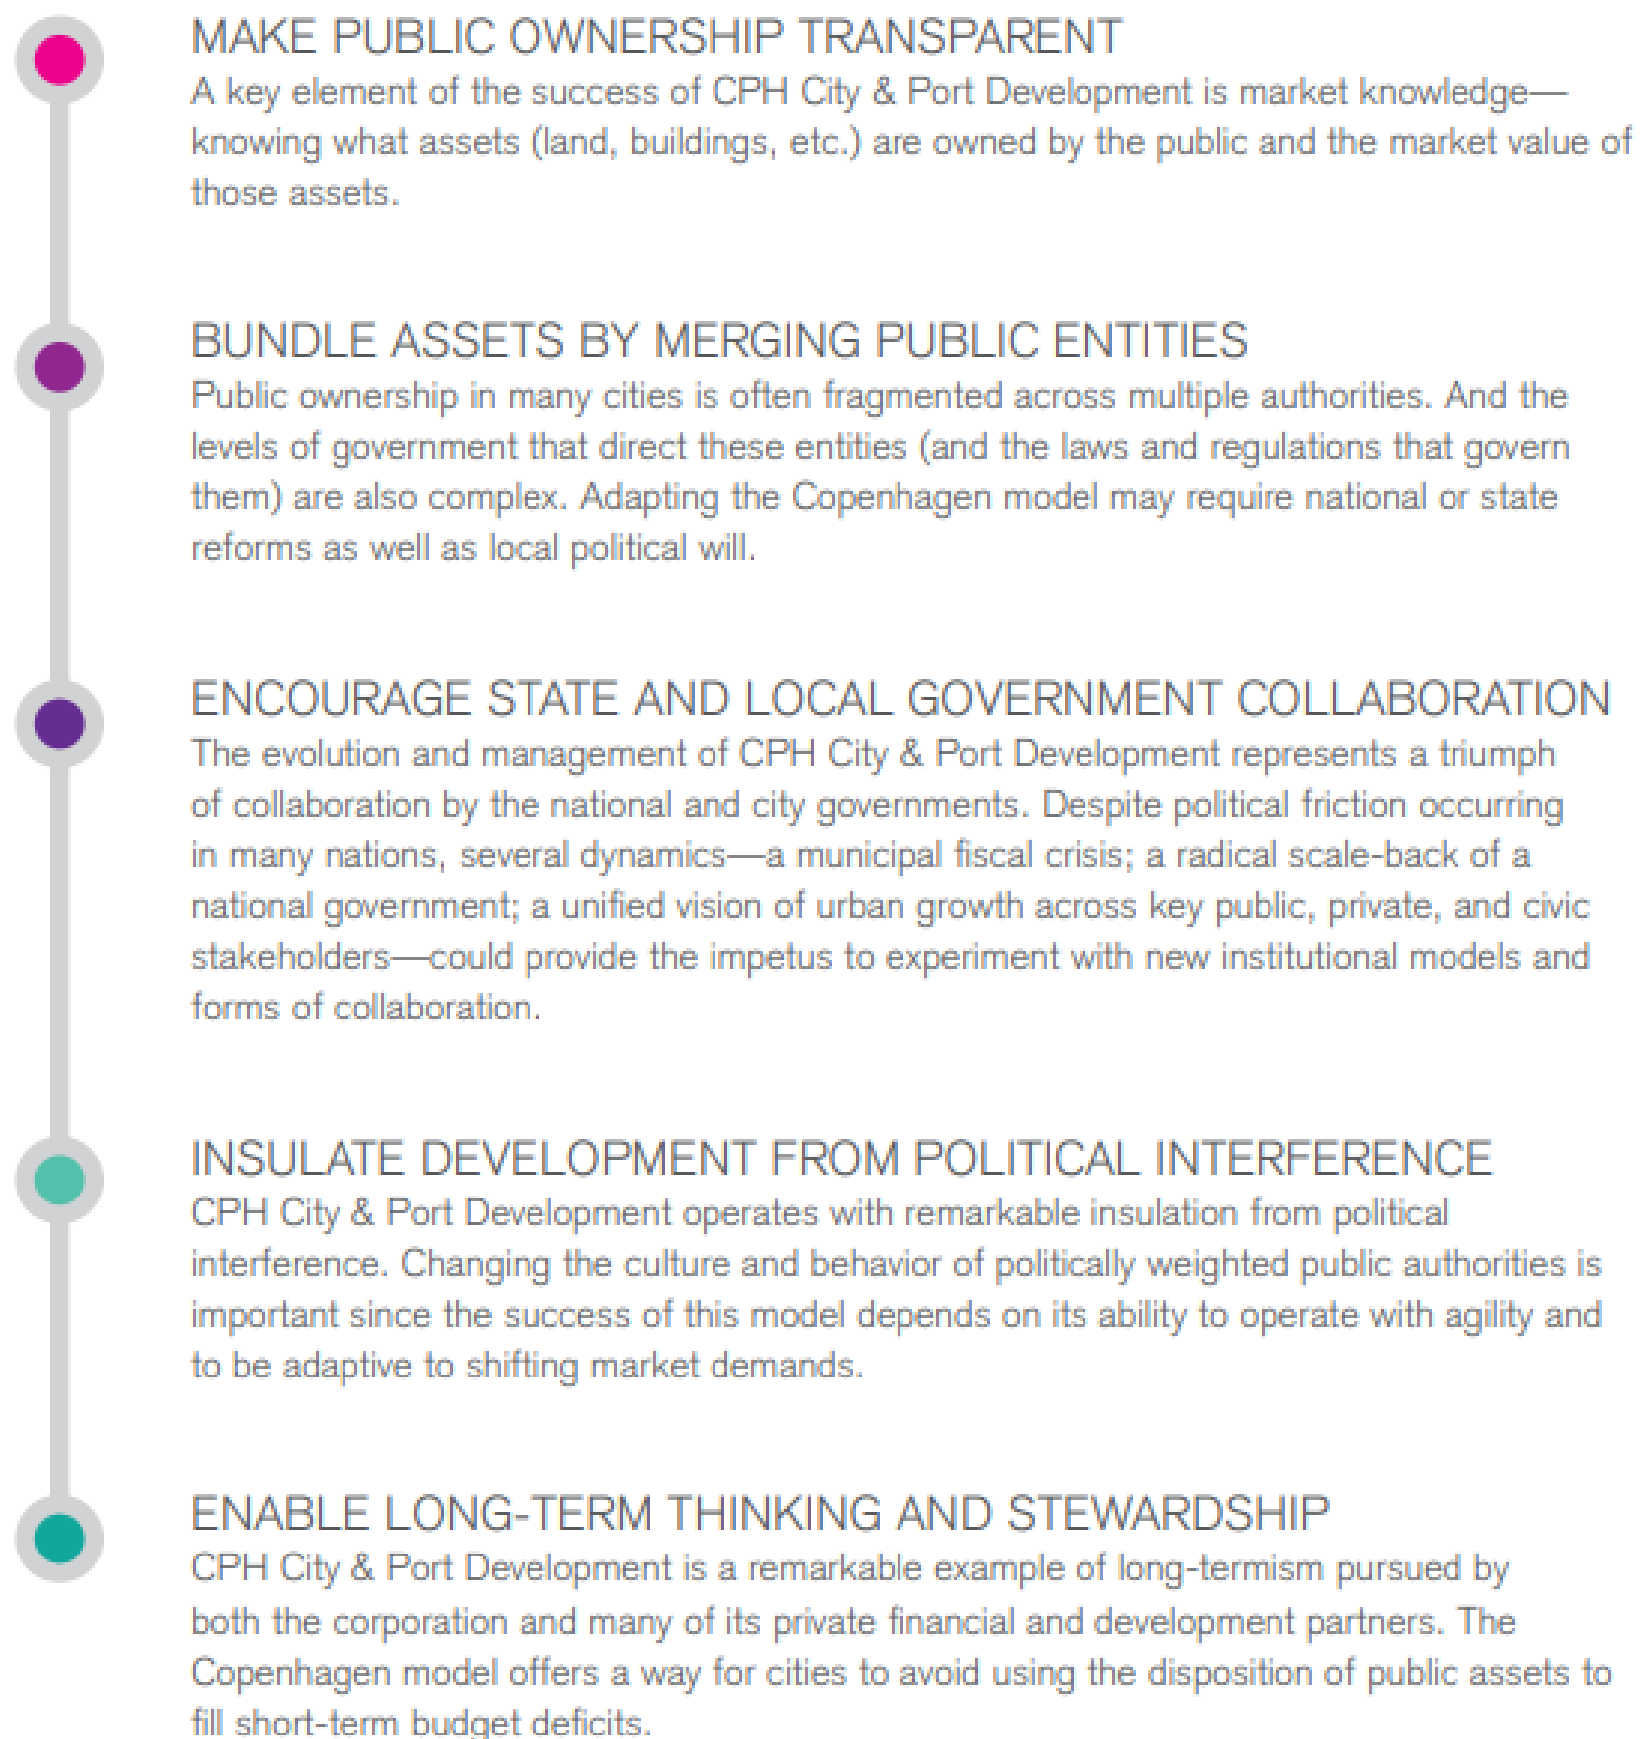 MAKE PUBLIC OWNERSHIP TRANSPARENT
A key element of the success of CPH City & Port Development is market knowledge—
knowing what assets (land, buildings, etc.) are owned by the public and the market value of
those assets.
BUNDLE ASSETS BY MERGING PUBLIC ENTITIES
Public ownership in many cities is often fragmented across multiple authorities. And the
levels of government that direct these entities (and the laws and regulations that govern
them) are also complex. Adapting the Copenhagen model may require national or state
reforms as well as local political will.
ENCOURAGE STATE AND LOCAL GOVERNMENT COLLABORATION
The evolution and management of CPH City & Port Development represents a triumph
of collaboration by the national and city governments. Despite political friction occurring
in many nations, several dynamics—a municipal fiscal crisis; a radical scale-back of a
national government; a unified vision of urban growth across key public, private, and civic
stakeholders—could provide the impetus to experiment with new institutional models and
forms of collaboration.
INSULATE DEVELOPMENT FROM POLITICAL INTERFERENCE
CPH City & Port Development operates with remarkable insulation from political
interference. Changing the culture and behavior of politically weighted public authorities is
important since the success of this model depends on its ability to operate with agility and
to be adaptive to shifting market demands.
ENABLE LONG-TERM THINKING AND STEWARDSHIP
CPH City & Port Development is a remarkable example of long-termism pursued by
both the corporation and many of its private financial and development partners. The
Copenhagen model offers a way for cities to avoid using the disposition of public assets to
fill short-term budget deficits.